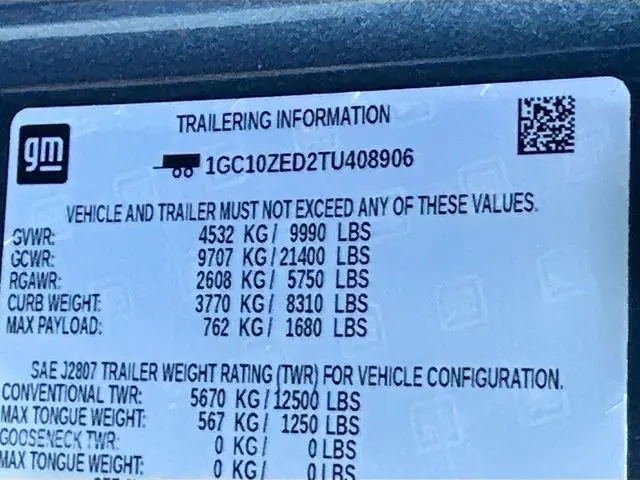 gm
TRAILERING INFORMATION
1GC10ZED2TU408906
VEHICLE AND TRAILER MUST NOT EXCEED ANY OF THESE VALUES.
GVWR: 4532 KG/ 9990 LBS
GCWR: 9707 KG/21400 LBS
RGAWR: 2608 KG/ 5750 LBS
CURB WEIGHT: 3770 KG/ 8310 LBS
MAX PAYLOAD: 762 KG/ 1680 LBS
SAE J2807 TRAILER WEIGHT RATING (TWR) FOR VEHICLE CONFIGURATION.
CONVENTIONAL TWR: 5670 KG/12500 LBS
MAX TONGUE WEIGHT: 567 KG/ 1250 LBS
GOOSENECK TWR: 0 KG/ 0 LBS
MAX TONGUE WEIGHT: 0 KG/ 0 LBS